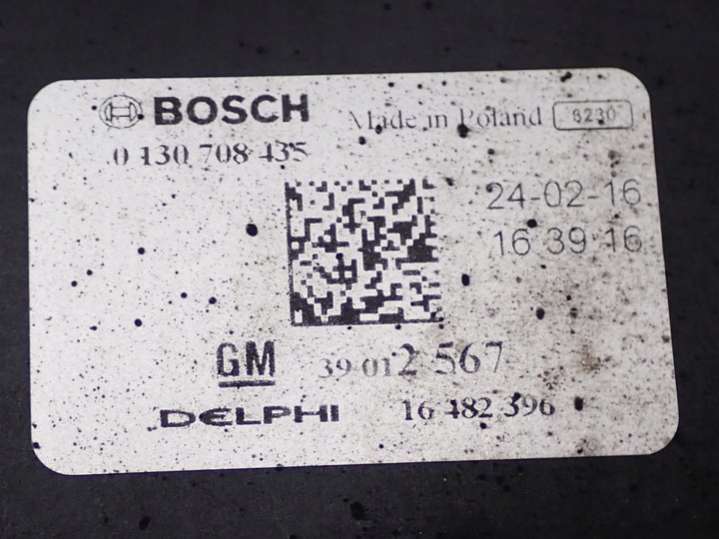 BOSCH Made in Poland 8230
0 130 708 435
24-02-16
16 39 16
GM 39 012 567
DELPHI 16 482 396